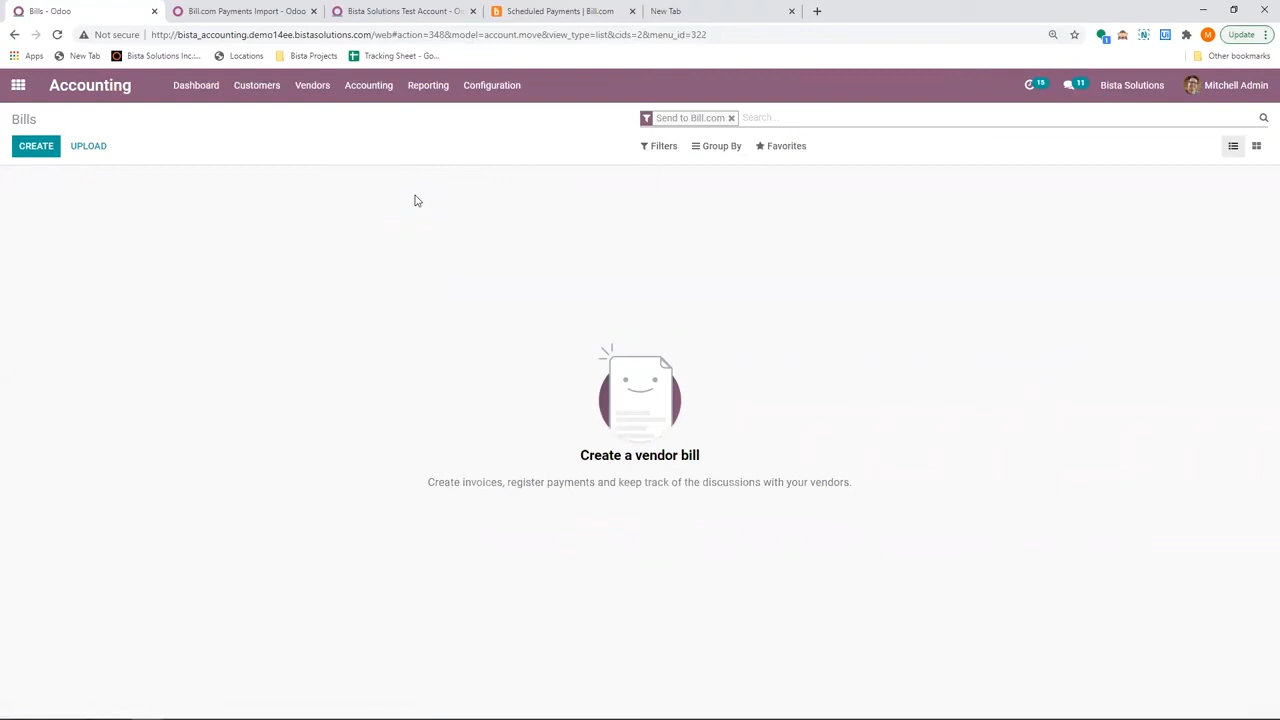 Bills - Odoo
Bill.com Payments Import - Odoo
Bista Solutions Test Account - O
Scheduled Payments | Bill.com
New Tab
Not secure | http://bista_accounting.demo14ee.bistasolutions.com/web#action=348&model=account.move&view_type=list&cids=2&menu_id=322
M
Update
Apps
New Tab
Bista Solutions Inc:...
Locations
Bista Projects
Tracking Sheet - Go...
Other bookmarks
Accounting
Dashboard
Customers
Vendors
Accounting
Reporting
Configuration
15
11
Bista Solutions
Mitchell Admin
Bills
Send to Bill.com
Search...
CREATE
UPLOAD
Filters
Group By
Favorites
Create a vendor bill
Create invoices, register payments and keep track of the discussions with your vendors.